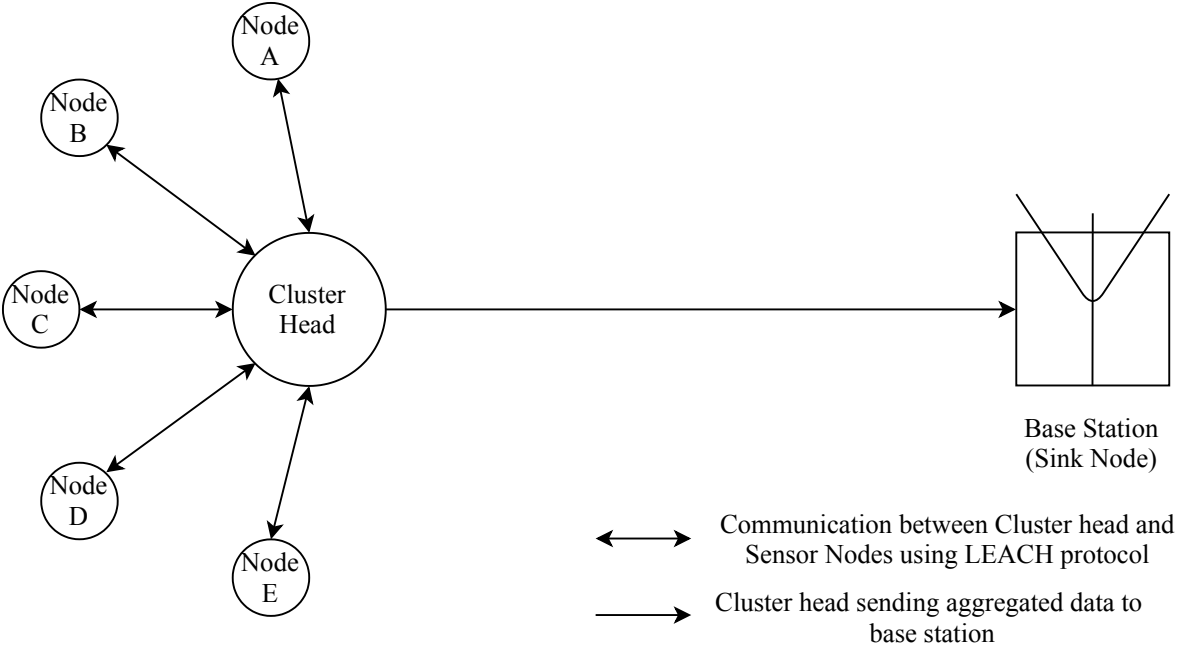 Node
A
Node
B
Node
C
Node
D
Node
E
Cluster
Head
Base Station
(Sink Node)
Communication between Cluster head and
Sensor Nodes using LEACH protocol
Cluster head sending aggregated data to
base station